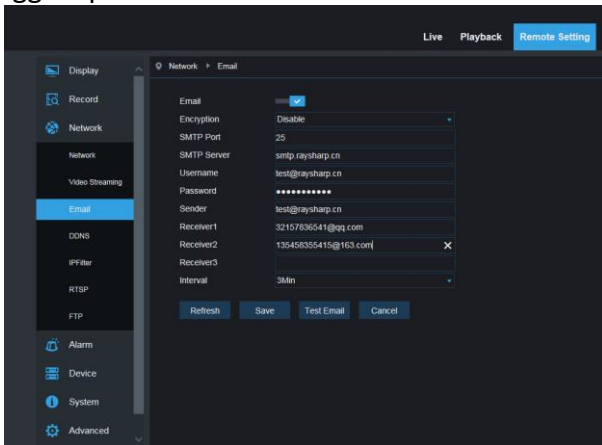 Live Playback Remote Setting
Display
Record
Network
Network
Video Streaming
Email
DDNS
IPFilter
RTSP
FTP
Alarm
Device
System
Advanced
Network Email
Email
Encryption Disable
SMTP Port 25
SMTP Server smtp.raysharp.cn
Username test@raysharp.cn
Password •••••••••••
Sender test@raysharp.cn
Receiver1 32157836541@qq.com
Receiver2 135458355415@163.com X
Receiver3
Interval 3Min
Refresh Save Test Email Cancel